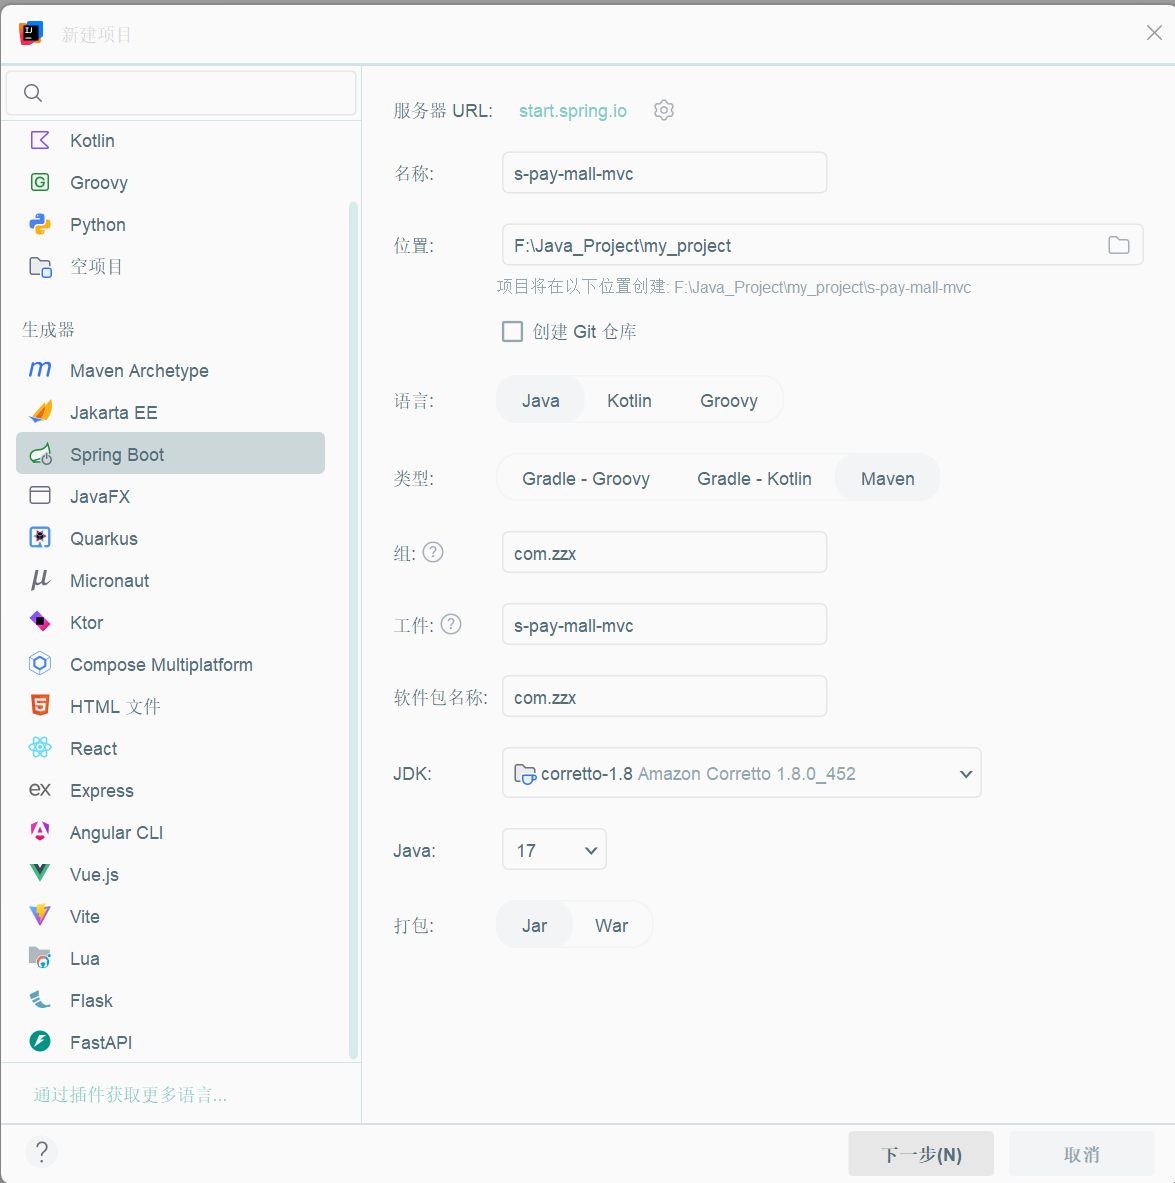 新建项目
Kotlin
Groovy
Python
空项目
生成器
Maven Archetype
Jakarta EE
Spring Boot
JavaFX
Quarkus
Micronaut
Ktor
Compose Multiplatform
HTML 文件
React
Express
Angular CLI
Vue.js
Vite
Lua
Flask
FastAPI
通过插件获取更多语言...
服务器 URL: start.spring.io
名称: s-pay-mall-mvc
位置: F:\Java_Project\my_project
项目将在以下位置创建: F:\Java_Project\my_project\s-pay-mall-mvc
创建 Git 仓库
语言: Java Kotlin Groovy
类型: Gradle - Groovy Gradle - Kotlin Maven
组: com.zzx
工件: s-pay-mall-mvc
软件包名称: com.zzx
JDK: corretto-1.8 Amazon Corretto 1.8.0_452
Java: 17
打包: Jar War
下一步(N) 取消